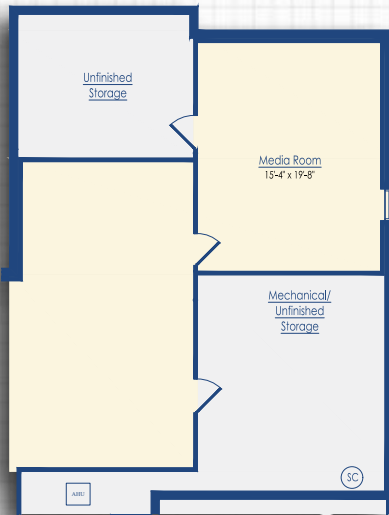 Unfinished
Storage
Media Room
15'-4" x 19'-8"
Mechanical/
Unfinished
Storage
SC
AHU